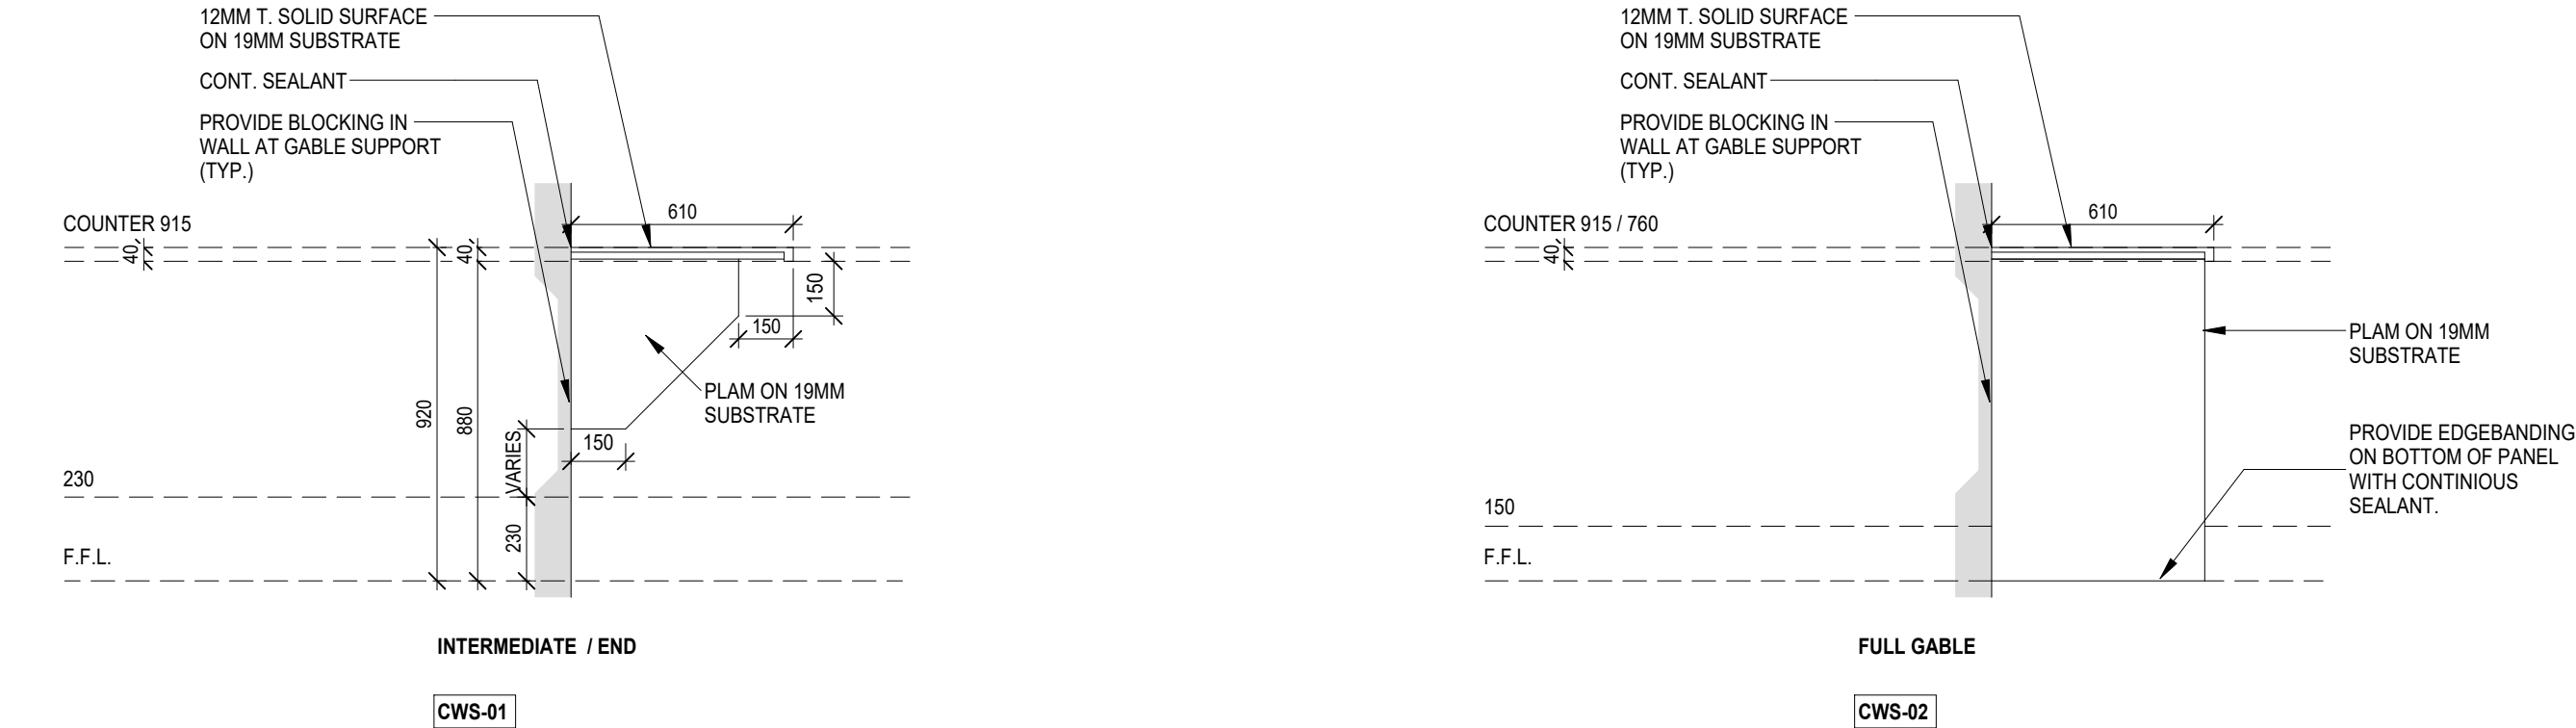 12MM T. SOLID SURFACE
ON 19MM SUBSTRATE
CONT. SEALANT
PROVIDE BLOCKING IN
WALL AT GABLE SUPPORT
(TYP.)
COUNTER 915
610
40
40
150
150
920
880
PLAM ON 19MM
SUBSTRATE
VARIES
150
230
230
F.F.L.
INTERMEDIATE / END
CWS-01
12MM T. SOLID SURFACE
ON 19MM SUBSTRATE
CONT. SEALANT
PROVIDE BLOCKING IN
WALL AT GABLE SUPPORT
(TYP.)
COUNTER 915 / 760
610
40
PLAM ON 19MM
SUBSTRATE
PROVIDE EDGEBANDING
ON BOTTOM OF PANEL
WITH CONTINIOUS
SEALANT.
150
F.F.L.
FULL GABLE
CWS-02